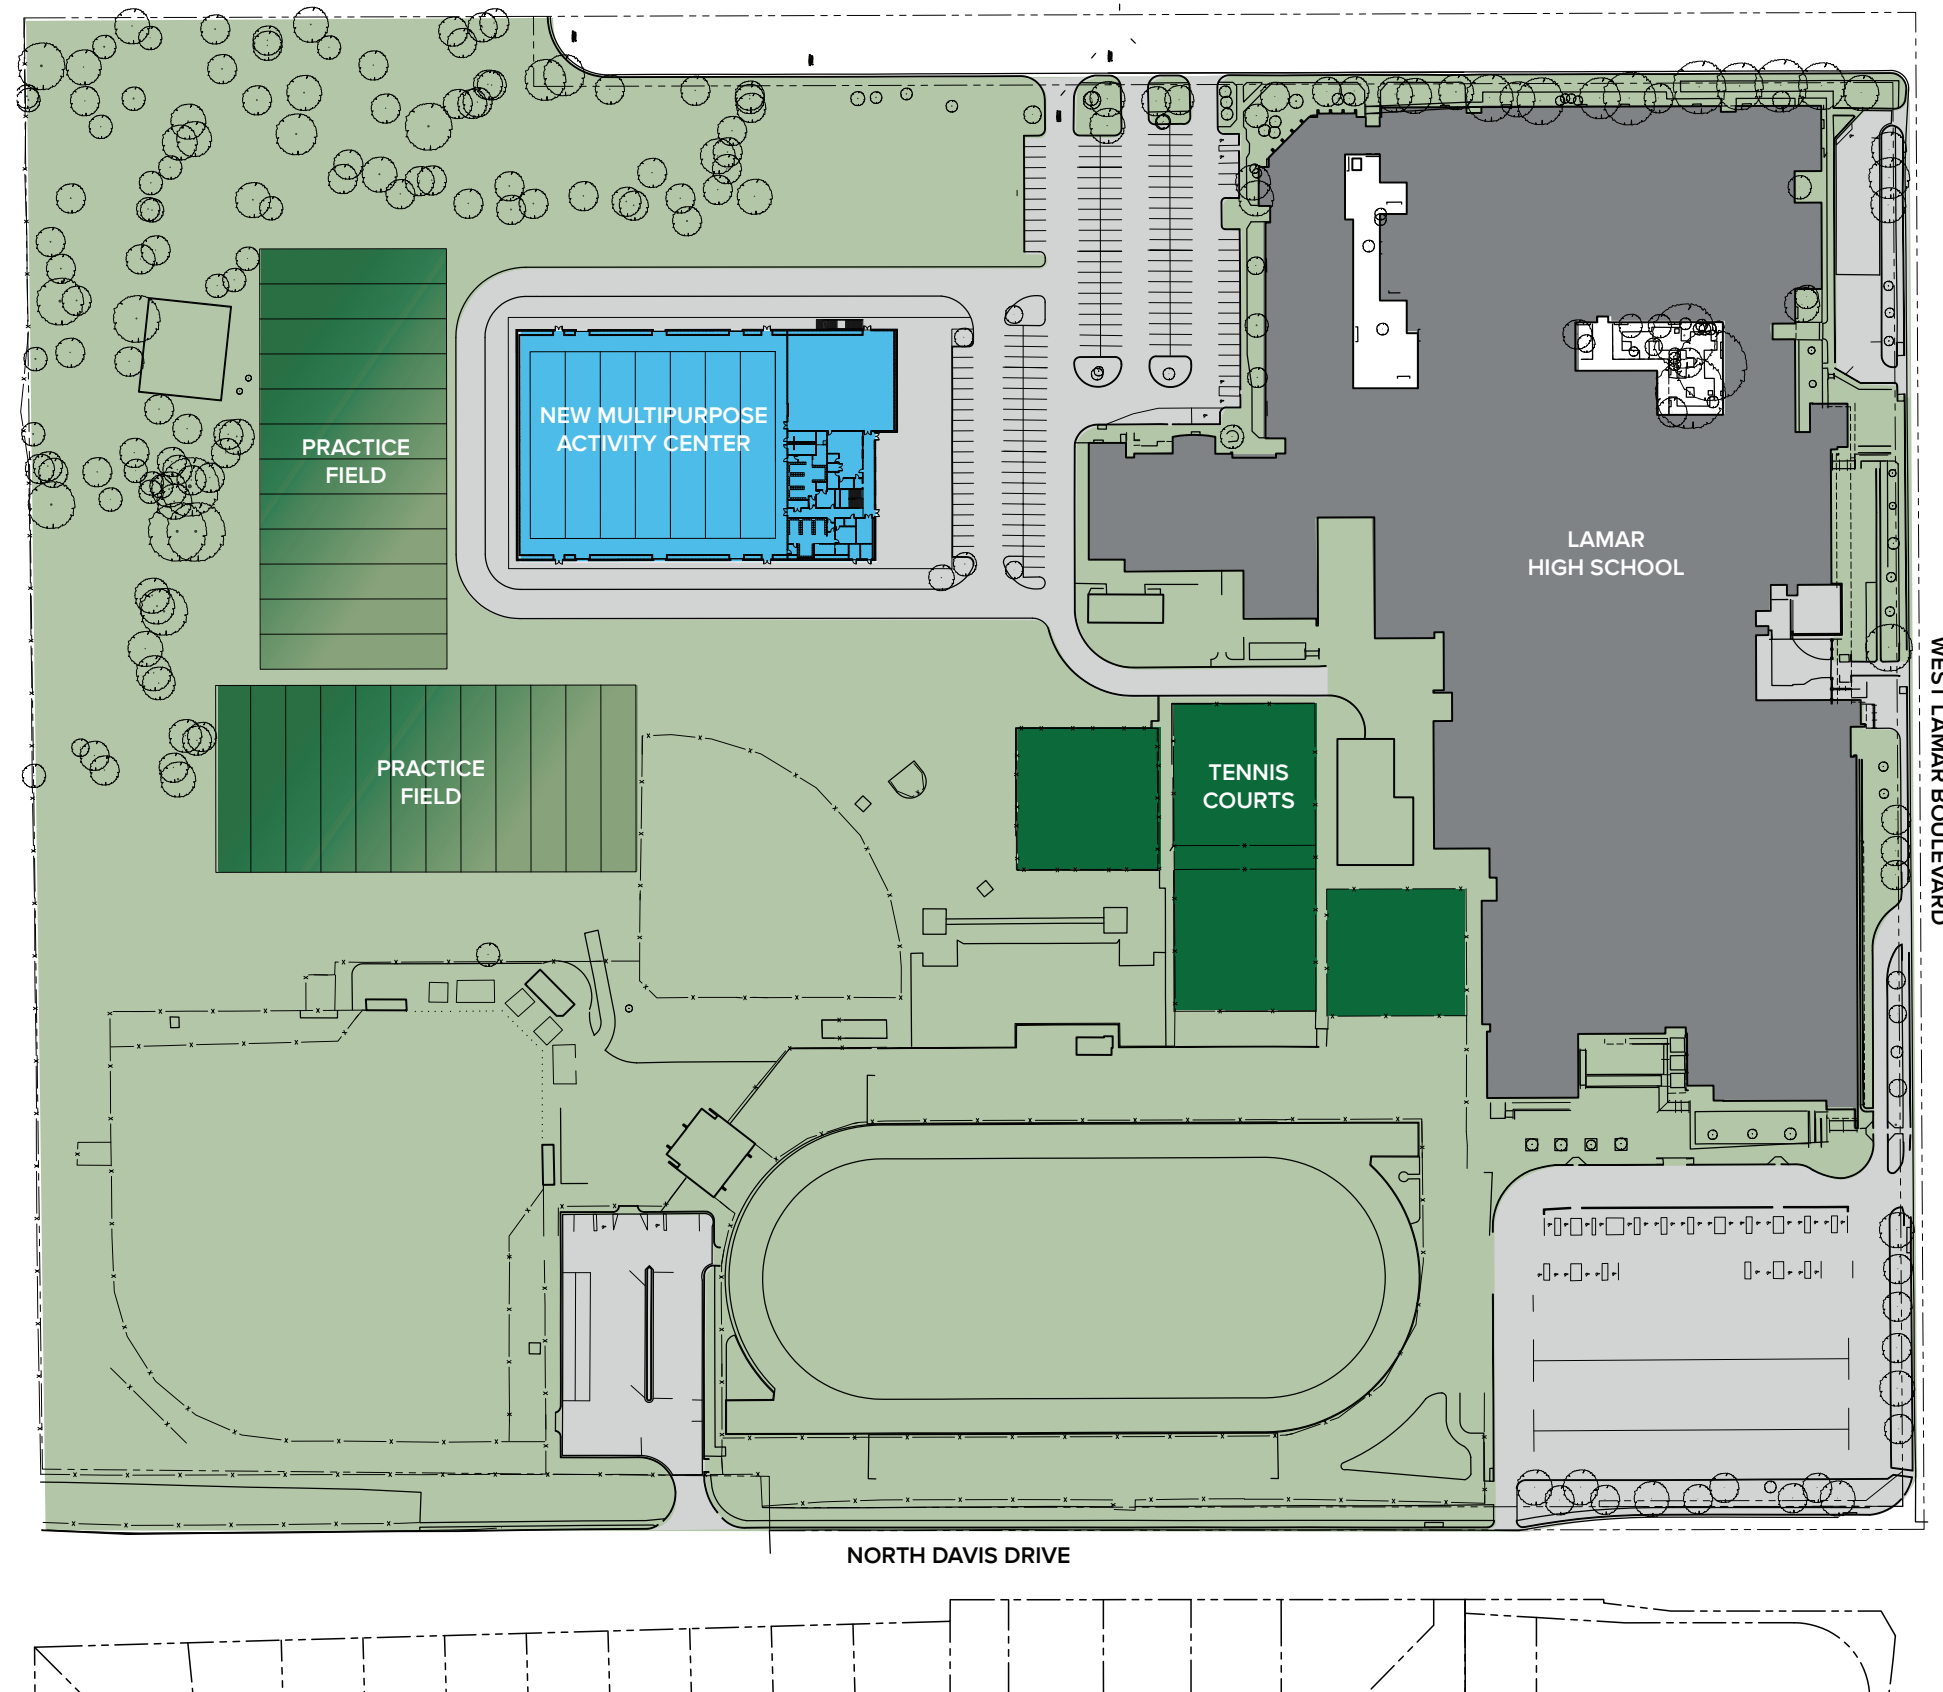 NEW MULTIPURPOSE
ACTIVITY CENTER
PRACTICE
FIELD
LAMAR
HIGH SCHOOL
PRACTICE
FIELD
TENNIS
COURTS
WEST LAMAR BOULEVARD
NORTH DAVIS DRIVE